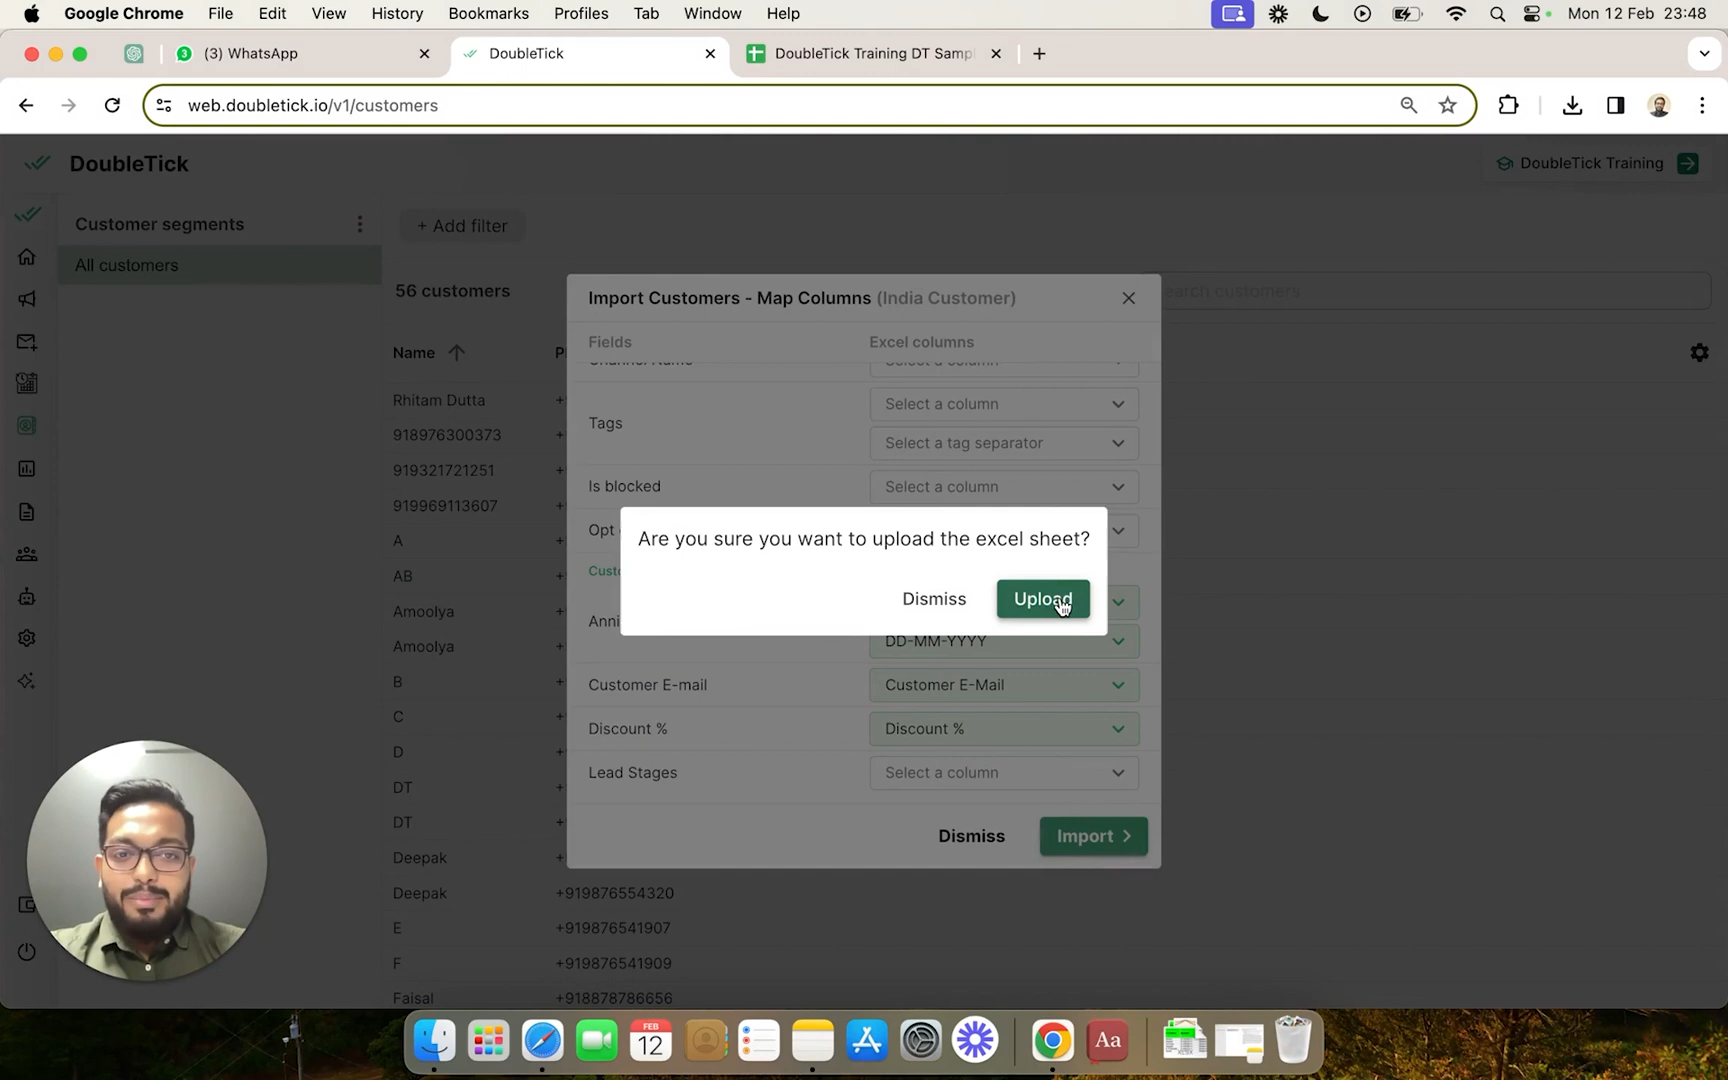 Google Chrome File Edit View History Bookmarks Profiles Tab Window Help Mon 12 Feb 23:48
3 (3) WhatsApp
DoubleTick
DoubleTick Training DT Samp
web.doubletick.io/v1/customers
DoubleTick
DoubleTick Training
Customer segments
+ Add filter
All customers
56 customers
Import Customers - Map Columns (India Customer)
earch customers
Fields Excel columns
Name P
Select a column
Rhitam Dutta +
Tags
Select a column
Select a tag separator
918976300373 +
919321721251 +
Is blocked Select a column
919969113607 +
Opt
A +
Are you sure you want to upload the excel sheet?
Custo
AB +
Dismiss Upload
Amoolya +
Anni
DD-MM-YYYY
Amoolya +
B +
Customer E-mail Customer E-Mail
C +
Discount % Discount %
D +
Lead Stages Select a column
DT +
DT +
Dismiss Import
Deepak +
Deepak +919876554320
E +919876541907
F +919876541909
Faisal +918878786656
FEB
12
Aa